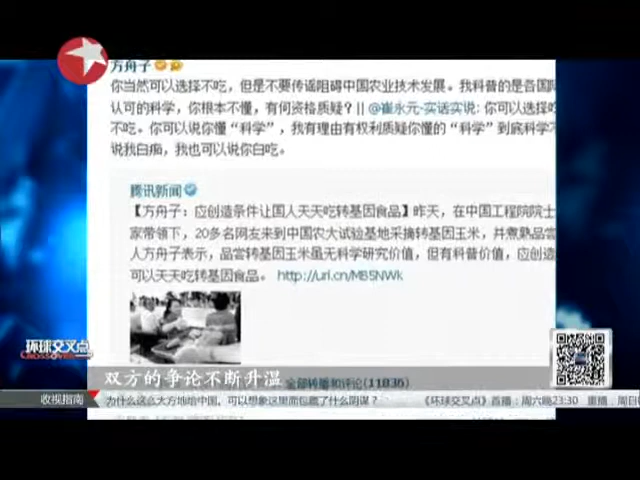 方舟子
你当然可以选择不吃，但是不要传谣阻碍中国农业技术发展。我科普的是各国际
认可的科学，你根本不懂，有何资格质疑？|| @崔永元-实话实说: 你可以选择吃
不吃。你可以说你懂“科学”，我有理由有权利质疑你懂的“科学”到底科学不
说我白痴，我也可以说你白吃。
腾讯新闻
【方舟子：应创造条件让国人天天吃转基因食品】昨天，在中国工程院院士
家带领下，20多名网友来到中国农大试验基地采摘转基因玉米，并煮熟品尝
人方舟子表示，品尝转基因玉米虽无科学研究价值，但有科普价值，应创造
可以天天吃转基因食品。 http://url.cn/MB5NWk
环球交叉点
CROSSOVER
双方的争论不断升温
全部转播和评论(11036)
收视指南
为什么这么大方地给中国，可以想象这里面包藏了什么阴谋？
《环球交叉点》首播：周六晚23:30 重播：周日